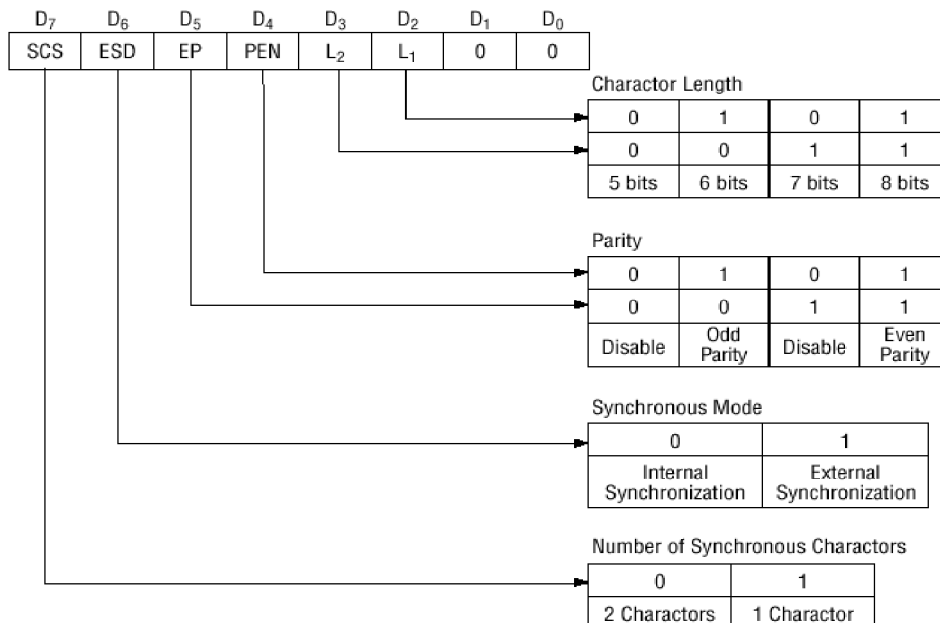 D7 D6 D5 D4 D3 D2 D1 D0
SCS ESD EP PEN L2 L1 0 0
Charactor Length
0 1 0 1
0 0 1 1
5 bits 6 bits 7 bits 8 bits
Parity
0 1 0 1
0 0 1 1
Disable Odd Parity Disable Even Parity
Synchronous Mode
0 1
Internal Synchronization External Synchronization
Number of Synchronous Charactors
0 1
2 Charactors 1 Charactor